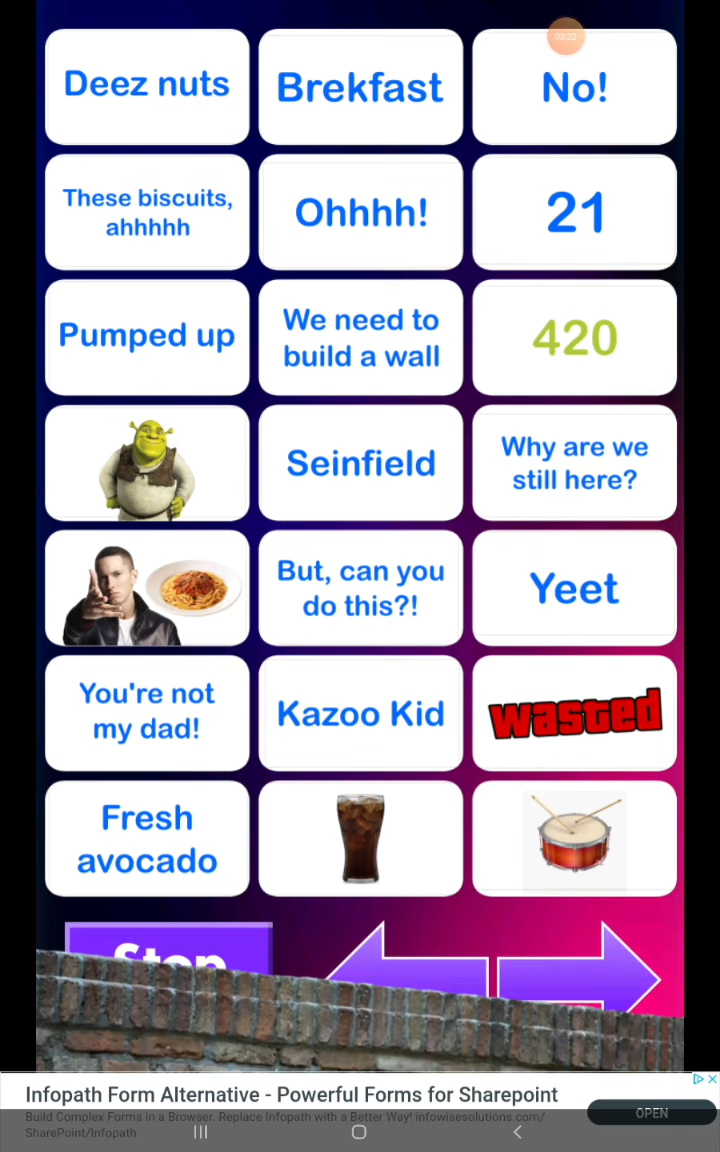 03:22
Deez nuts
Brekfast
No!
These biscuits,
ahhhhh
Ohhhh!
21
Pumped up
We need to
build a wall
420
Seinfield
Why are we
still here?
But, can you
do this?!
Yeet
You're not
my dad!
Kazoo Kid
wasted
Fresh
avocado
Stop
Infopath Form Alternative - Powerful Forms for Sharepoint
Build Complex Forms in a Browser. Replace Infopath with a Better Way! infowisesolutions.com/
SharePoint/Infopath
OPEN